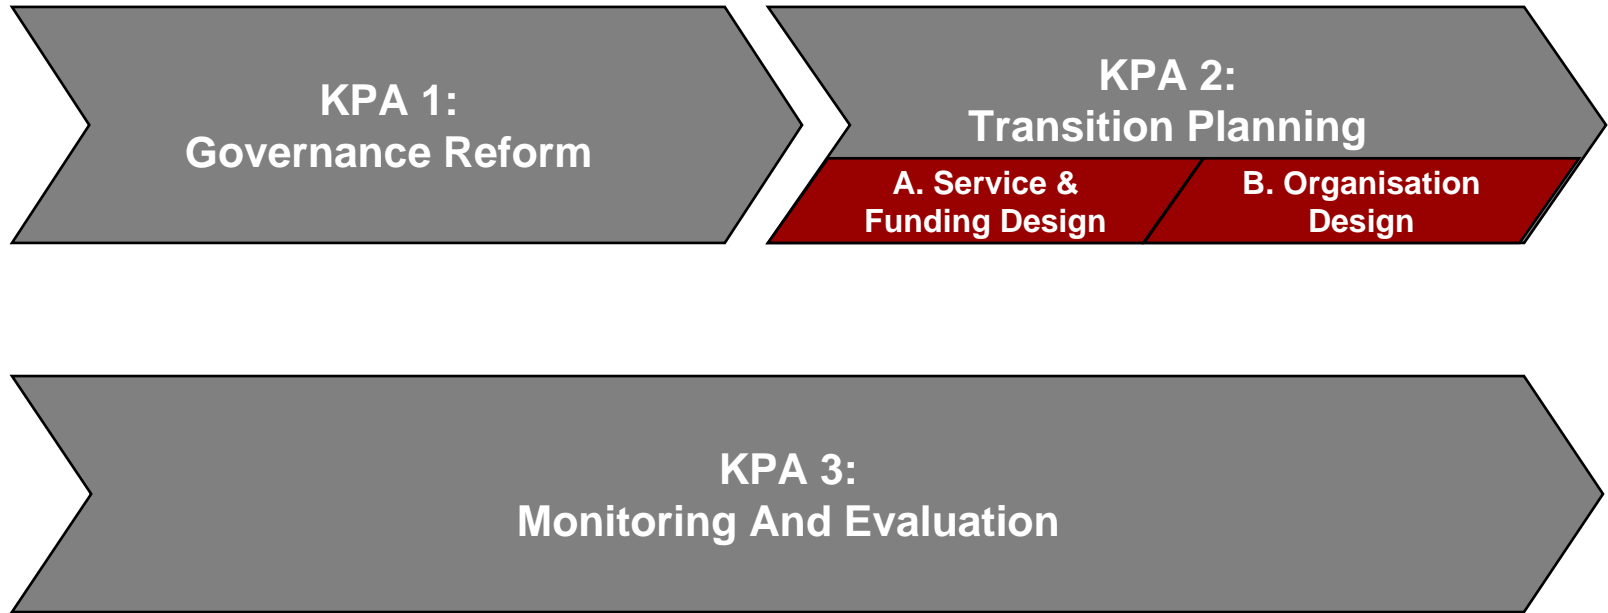 KPA 1:
Governance Reform
KPA 2:
Transition Planning
A. Service &
Funding Design
B. Organisation
Design
KPA 3:
Monitoring And Evaluation